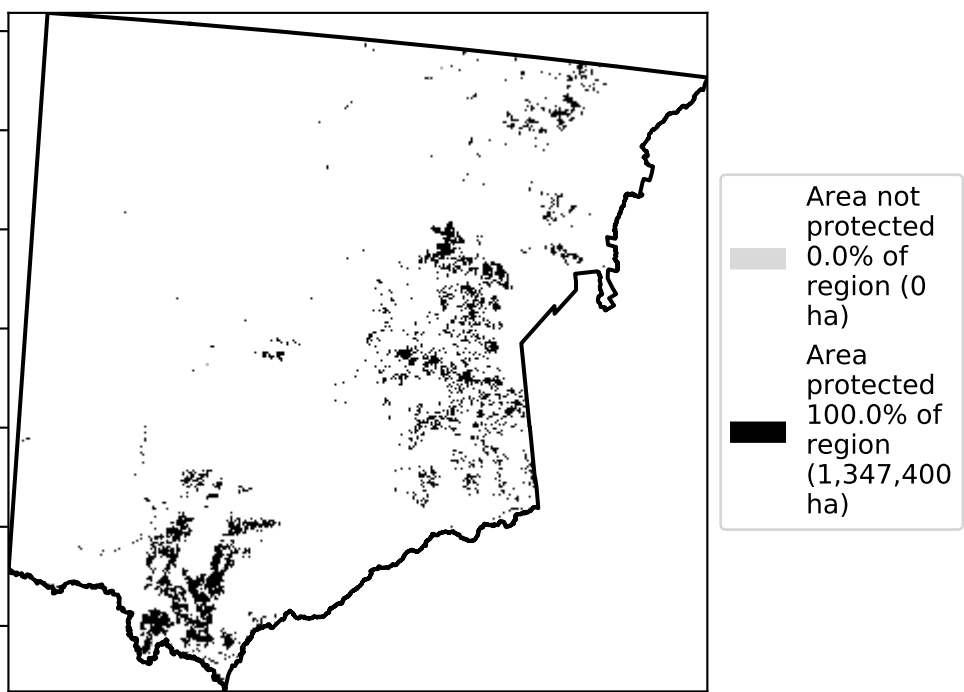 Area not
protected
0.0% of
region (0
ha)
Area
protected
100.0% of
region
(1,347,400
ha)